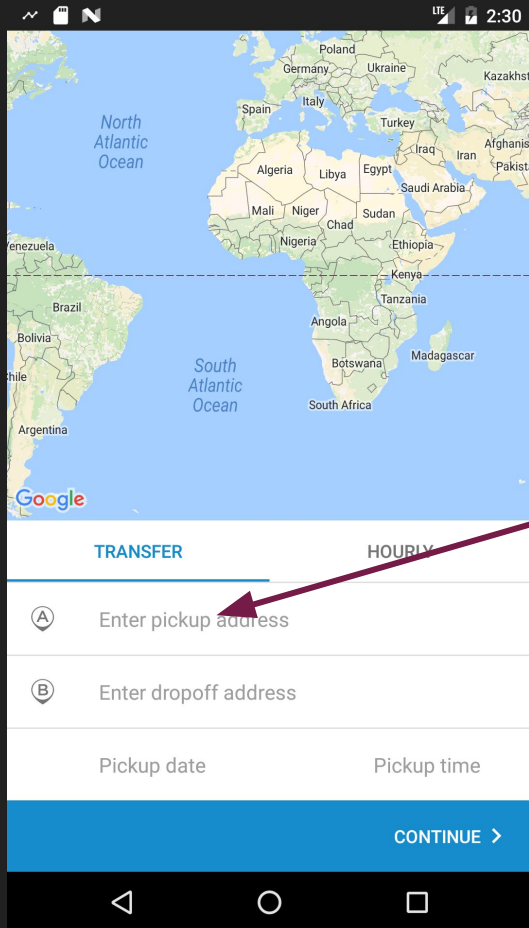 LTE 2:30
Poland
Germany Ukraine
Kazakhst
Spain Italy
Turkey
North
Atlantic
Ocean
Iraq Iran Afghanis
Pakist
Algeria Libya Egypt
Saudi Arabia
Mali Niger Chad Sudan
Nigeria Ethiopia
Venezuela
Kenya
Brazil
Tanzania
Angola
Bolivia
Botswana Madagascar
South
Atlantic
Ocean
hile
South Africa
Argentina
Google
TRANSFER HOURLY
A Enter pickup address
B Enter dropoff address
Pickup date Pickup time
CONTINUE